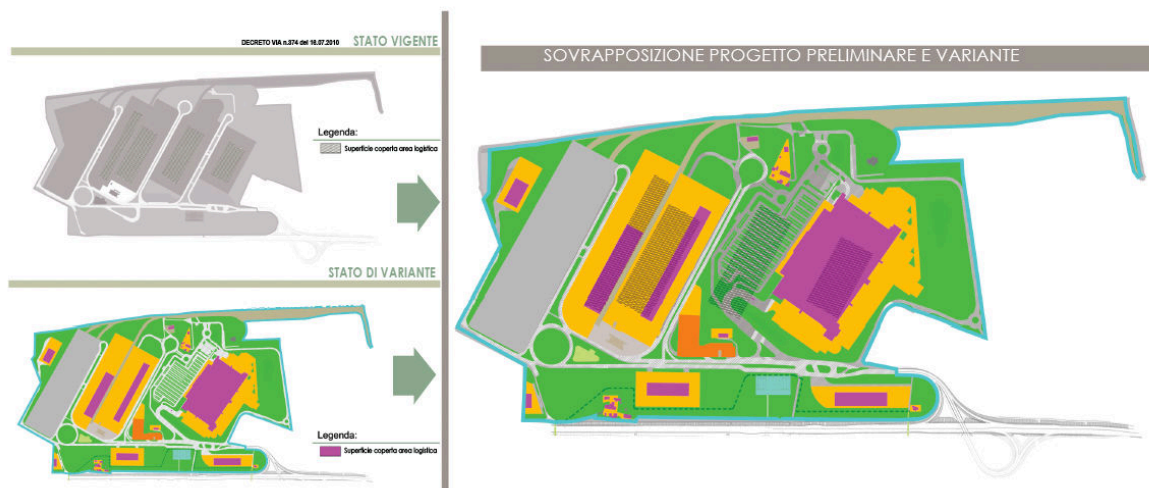 DECRETO VIA n.374 del 16.07.2010 STATO VIGENTE
Legenda:
Superficie coperta area logistica
STATO DI VARIANTE
Legenda:
Superficie coperta area logistica
SOVRAPPOSIZIONE PROGETTO PRELIMINARE E VARIANTE